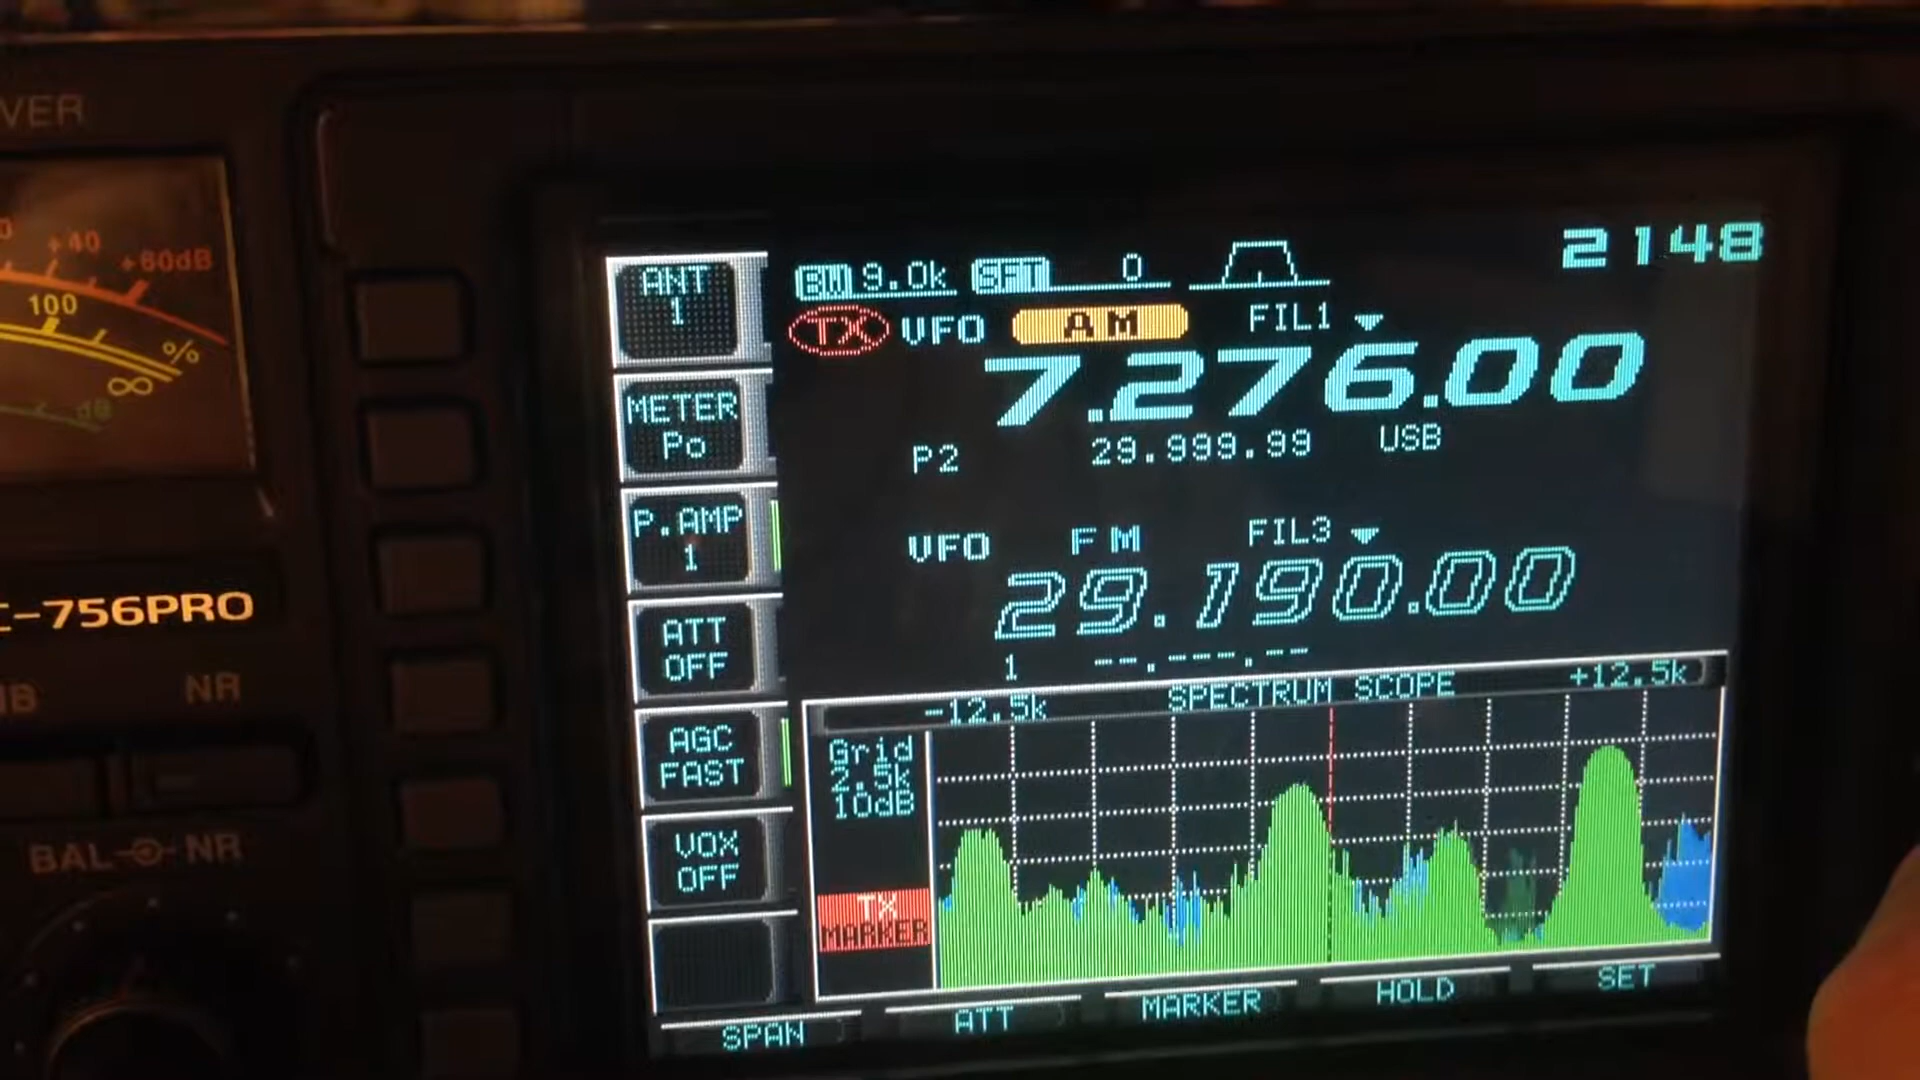 VER
+40
+60dB
100
%
∞
dB
-756PRO
NR
BAL NR
2148
BW 9.0k SFT 0
TX VFO AM FIL1
7.276.00
P2 29.999.99 USB
VFO FM FIL3
29.190.00
1 --.---.--
ANT
1
METER
Po
P.AMP
1
ATT
OFF
AGC
FAST
VOX
OFF
SPECTRUM SCOPE
-12.5k +12.5k
Grid
2.5k
10dB
TX
MARKER
SPAN ATT MARKER HOLD SET